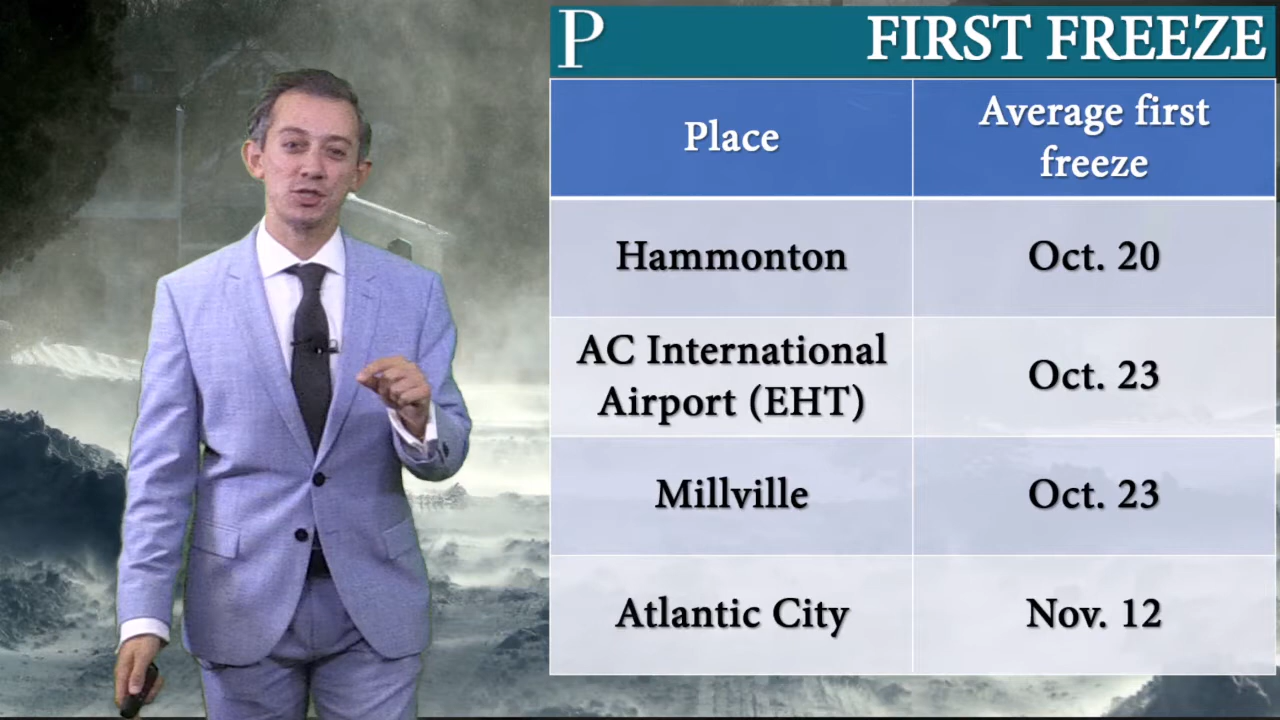 P
FIRST FREEZE
Place
Average first
freeze
Hammonton
Oct. 20
AC International
Airport (EHT)
Oct. 23
Millville
Oct. 23
Atlantic City
Nov. 12